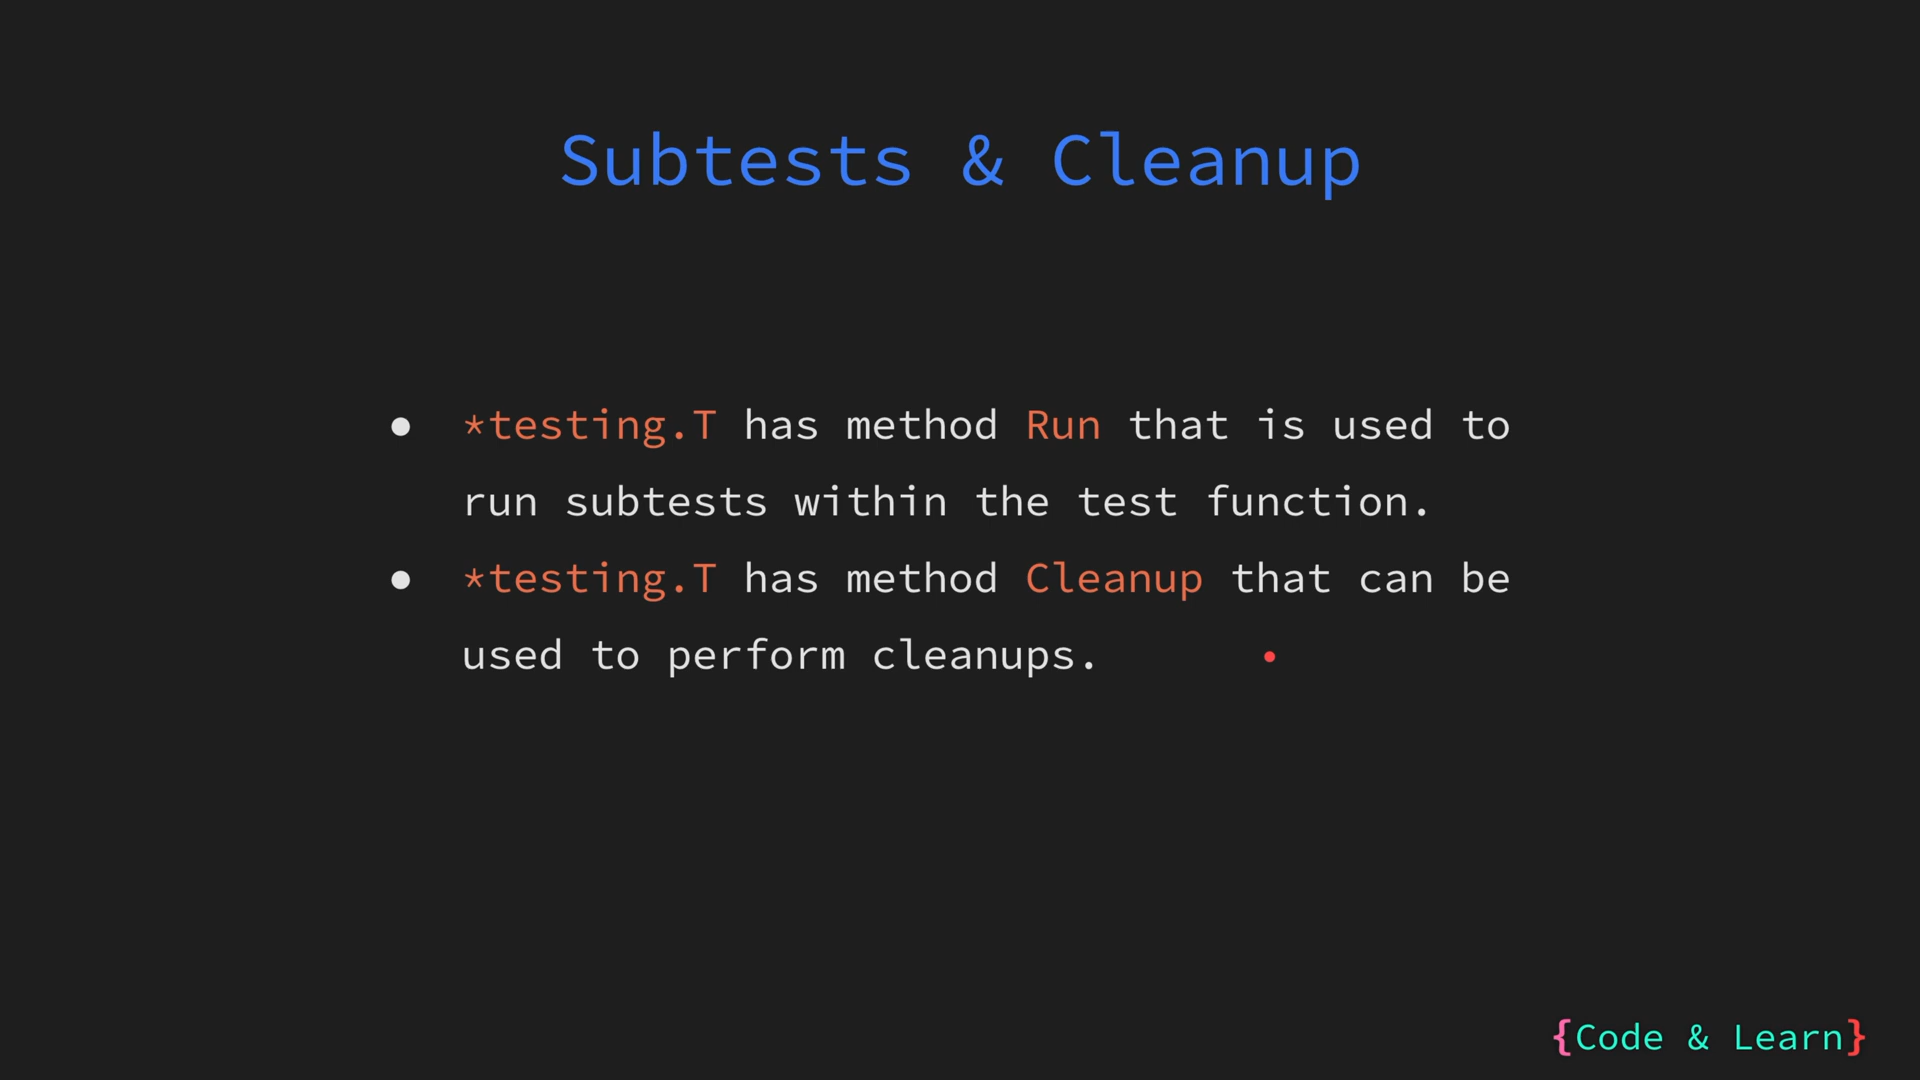 Subtests & Cleanup
● *testing.T has method Run that is used to
run subtests within the test function.
● *testing.T has method Cleanup that can be
used to perform cleanups.
{Code & Learn}